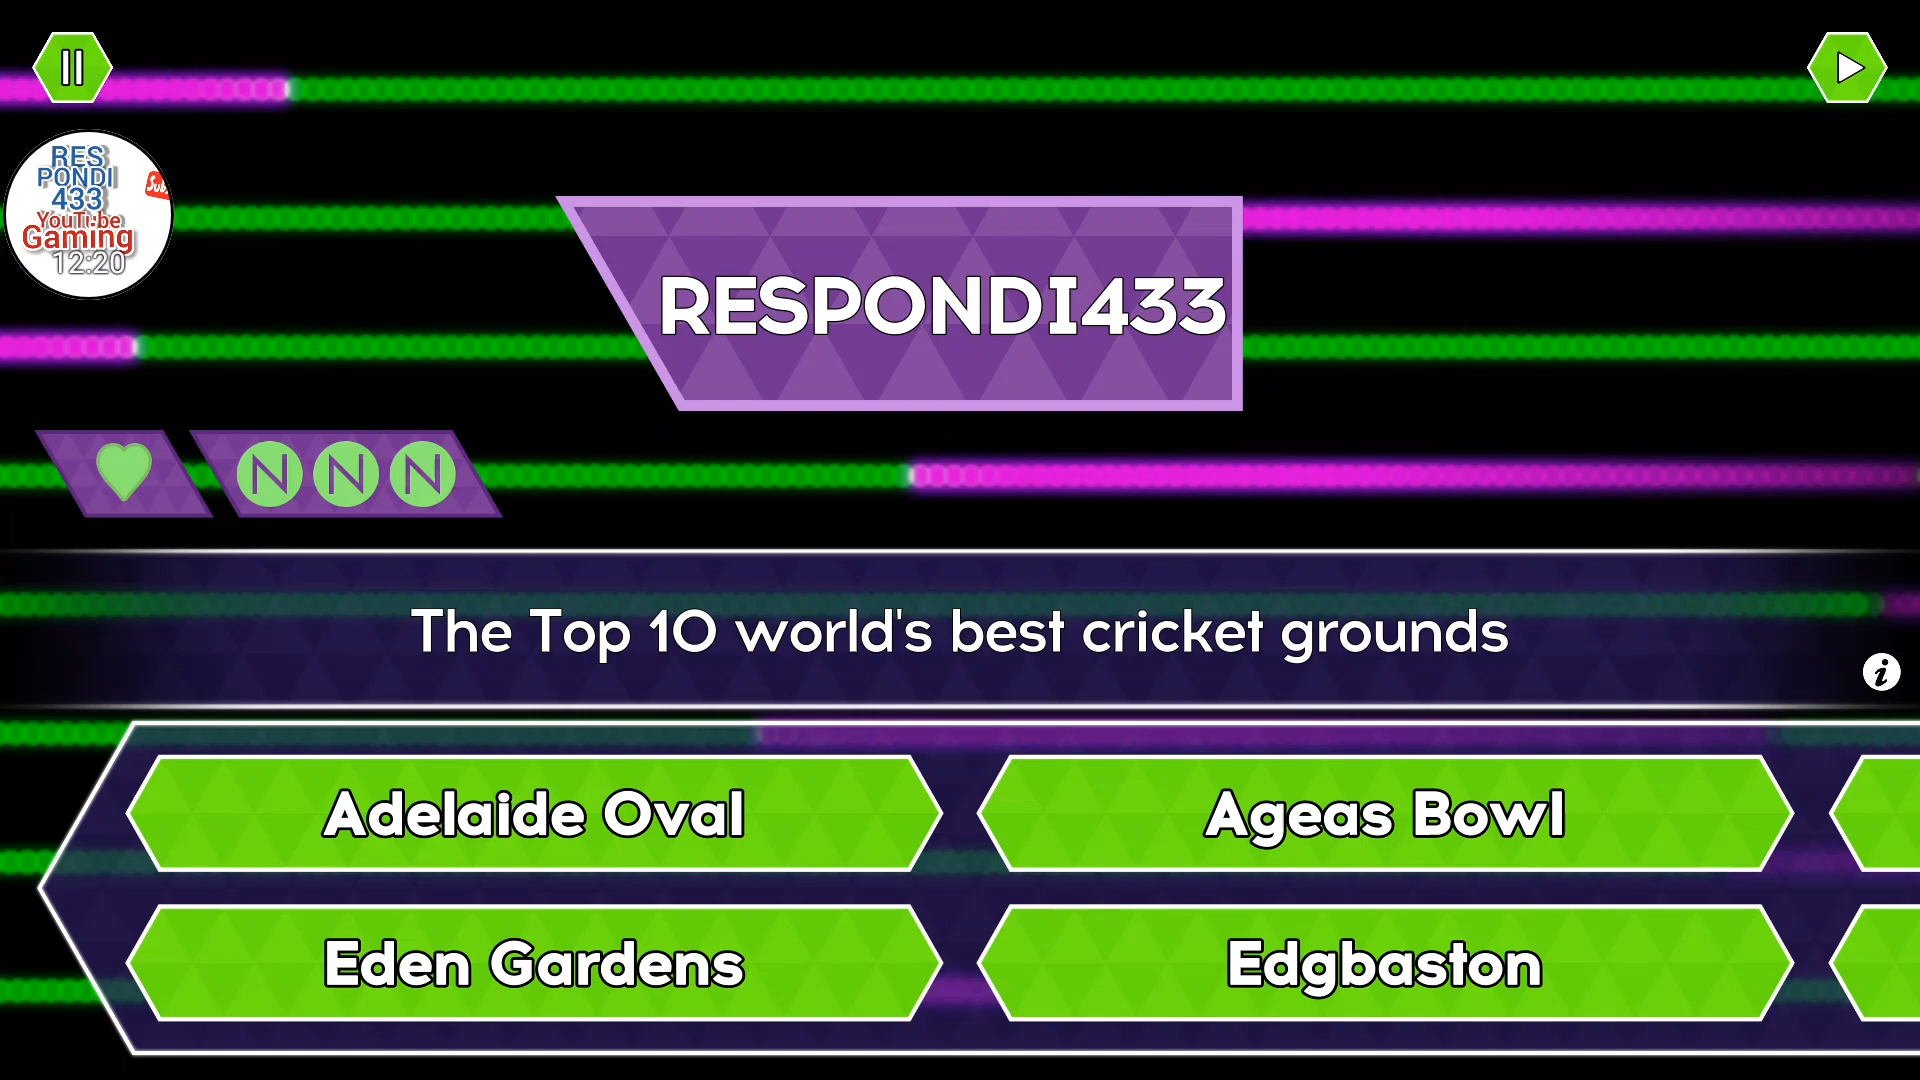 RES
PONDI
433
YouTube
Gaming
12:20
RESPONDI433
N N N
The Top 10 world's best cricket grounds
i
Adelaide Oval
Ageas Bowl
Eden Gardens
Edgbaston